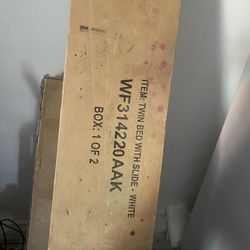 ITEM: TWIN BED WITH SLIDE - WHITE
WF314220AAK
BOX: 1 OF 2